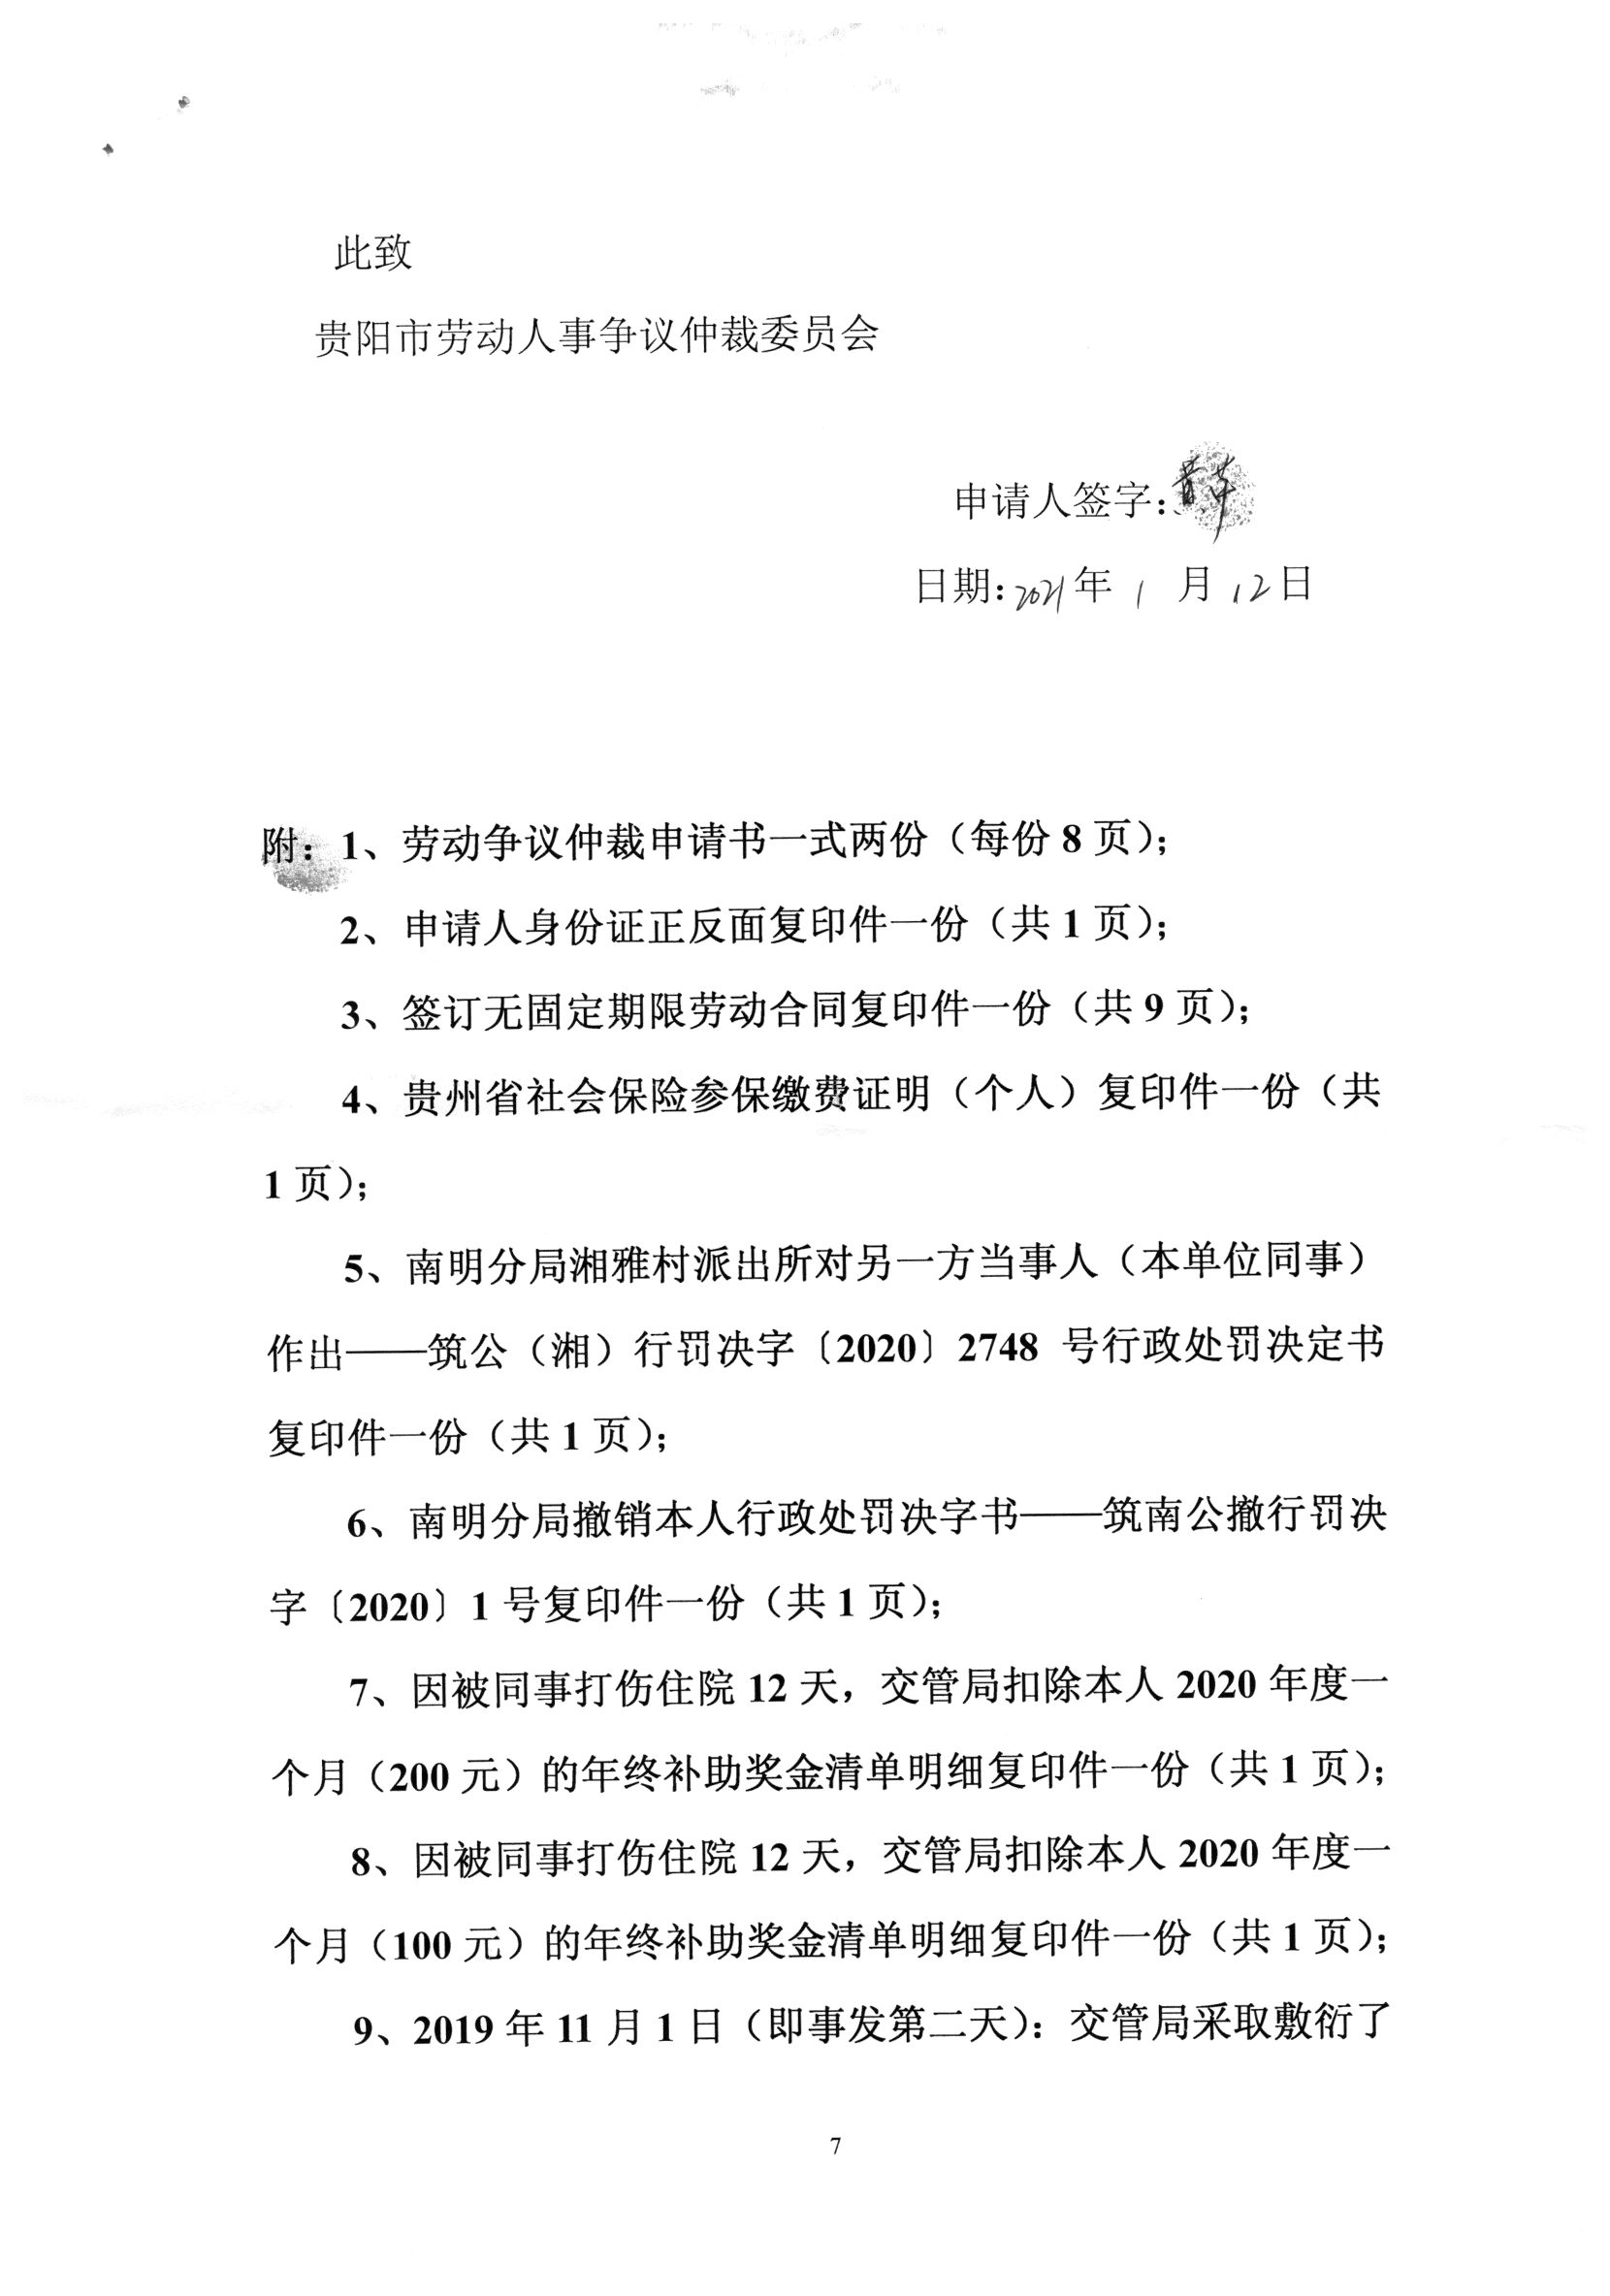 此致
贵阳市劳动人事争议仲裁委员会
申请人签字:
日期:2021年 1 月 12日
附：1、劳动争议仲裁申请书一式两份（每份 8 页）；
2、申请人身份证正反面复印件一份（共 1 页）；
3、签订无固定期限劳动合同复印件一份（共 9 页）；
4、贵州省社会保险参保缴费证明（个人）复印件一份（共
1 页）；
5、南明分局湘雅村派出所对另一方当事人（本单位同事）
作出——筑公（湘）行罚决字〔2020〕2748 号行政处罚决定书
复印件一份（共 1 页）；
6、南明分局撤销本人行政处罚决字书——筑南公撤行罚决
字〔2020〕1 号复印件一份（共 1 页）；
7、因被同事打伤住院 12 天，交管局扣除本人 2020 年度一
个月（200 元）的年终补助奖金清单明细复印件一份（共 1 页）；
8、因被同事打伤住院 12 天，交管局扣除本人 2020 年度一
个月（100 元）的年终补助奖金清单明细复印件一份（共 1 页）；
9、2019 年 11 月 1 日（即事发第二天）：交管局采取敷衍了
7